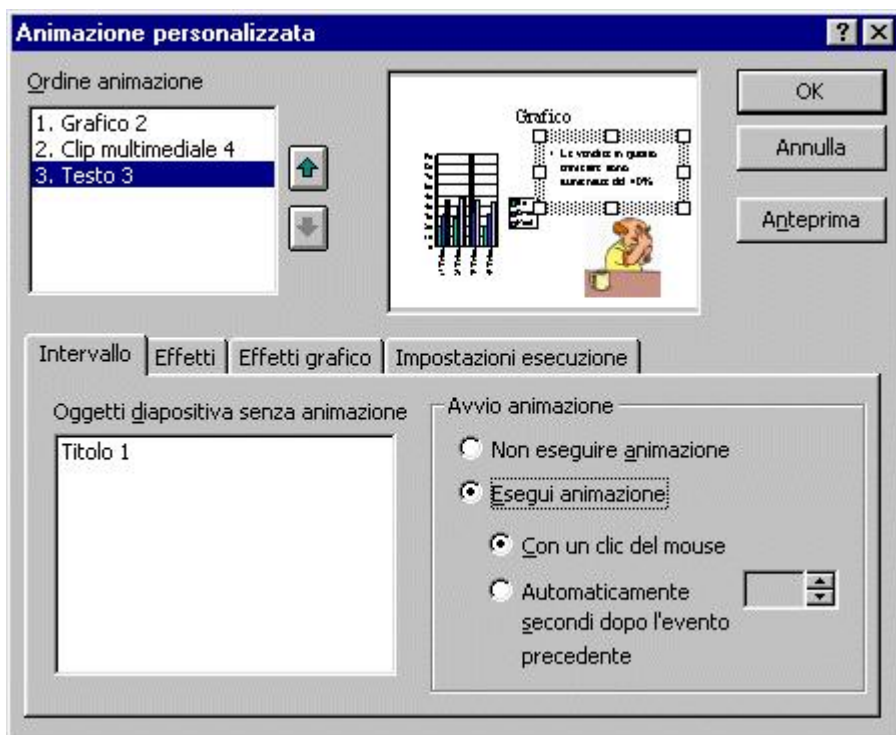 Animazione personalizzata
Ordine animazione
1. Grafico 2
2. Clip multimediale 4
3. Testo 3
Grafico
OK
Annulla
Anteprima
Intervallo
Effetti
Effetti grafico
Impostazioni esecuzione
Oggetti diapositiva senza animazione
Titolo 1
Avvio animazione
Non eseguire animazione
Esegui animazione
Con un clic del mouse
Automaticamente
secondi dopo l'evento
precedente